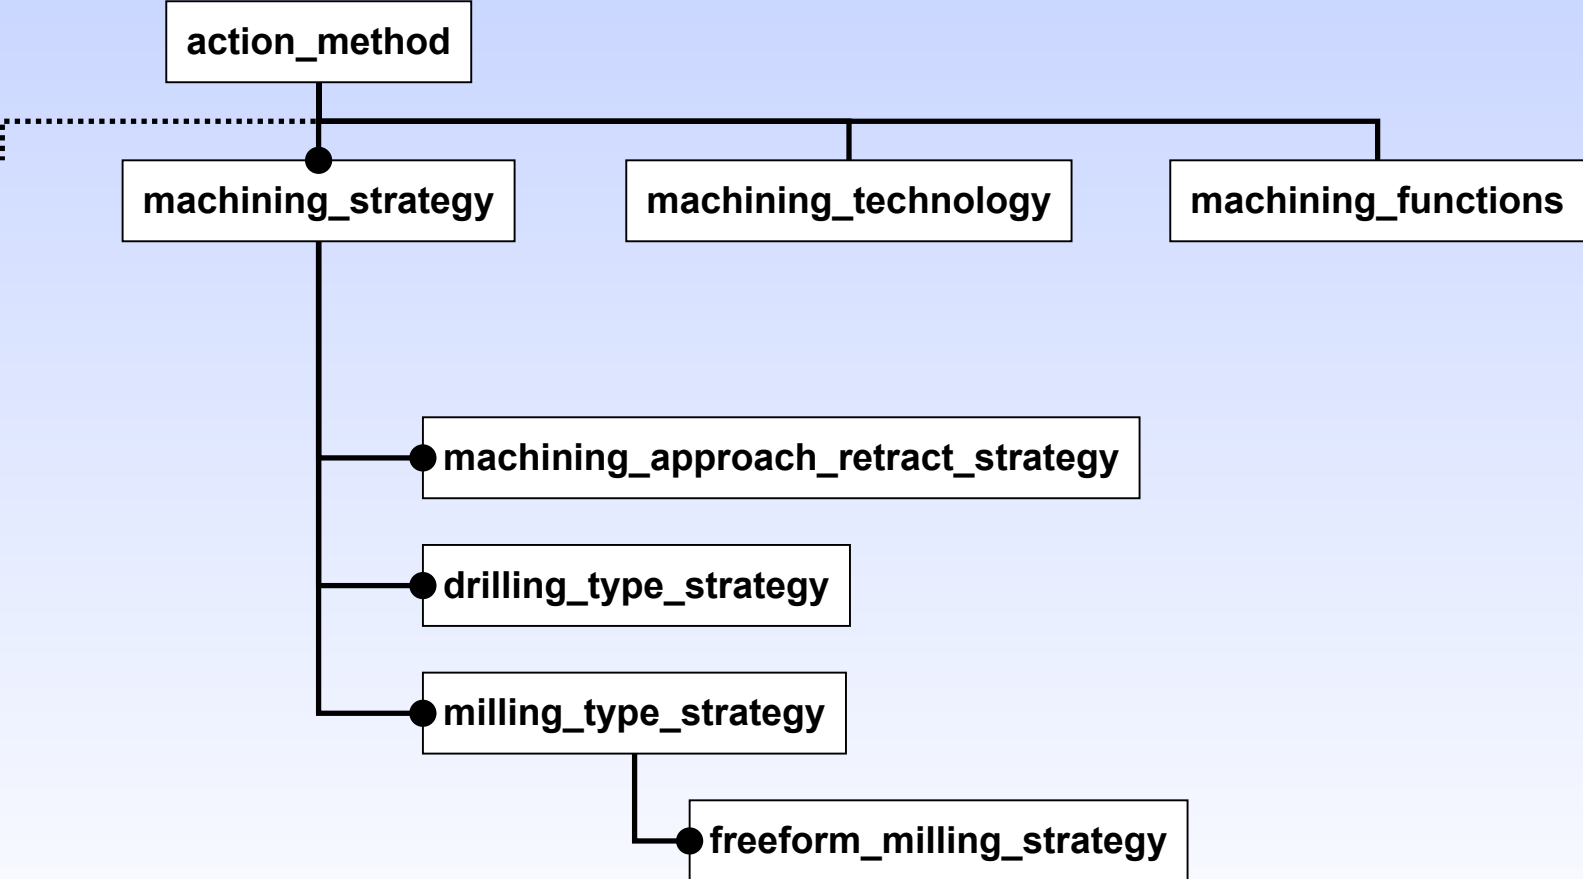 action_method
machining_strategy
machining_technology
machining_functions
machining_approach_retract_strategy
drilling_type_strategy
milling_type_strategy
freeform_milling_strategy